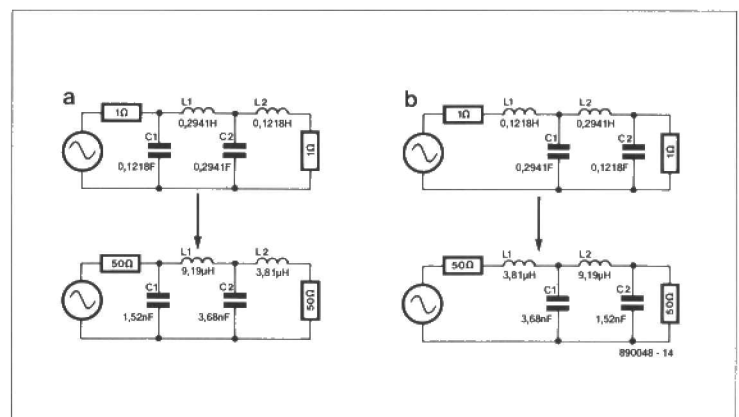 a
b
1Ω
L1
0,2941H
L2
0,1218H
C1
0,1218F
C2
0,2941F
1Ω
1Ω
L1
0,1218H
L2
0,2941H
C1
0,2941F
C2
0,1218F
1Ω
50Ω
L1
9,19µH
L2
3,81µH
C1
1,52nF
C2
3,68nF
50Ω
50Ω
L1
3,81µH
L2
9,19µH
C1
3,68nF
C2
1,52nF
50Ω
890048 - 14